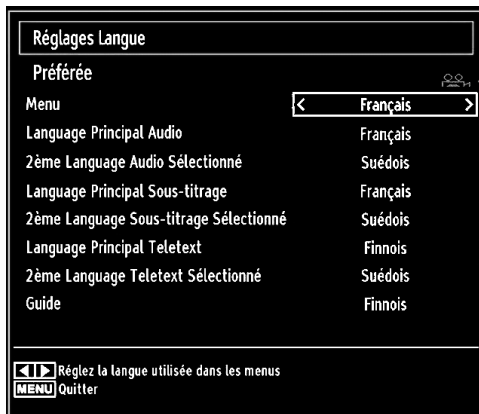 Réglages Langue
Préférée
Menu < Français >
Language Principal Audio Français
2ème Language Audio Sélectionné Suédois
Language Principal Sous-titrage Français
2ème Language Sous-titrage Sélectionné Suédois
Language Principal Teletext Finnois
2ème Language Teletext Sélectionné Suédois
Guide Finnois
Réglez la langue utilisée dans les menus
MENU Quitter